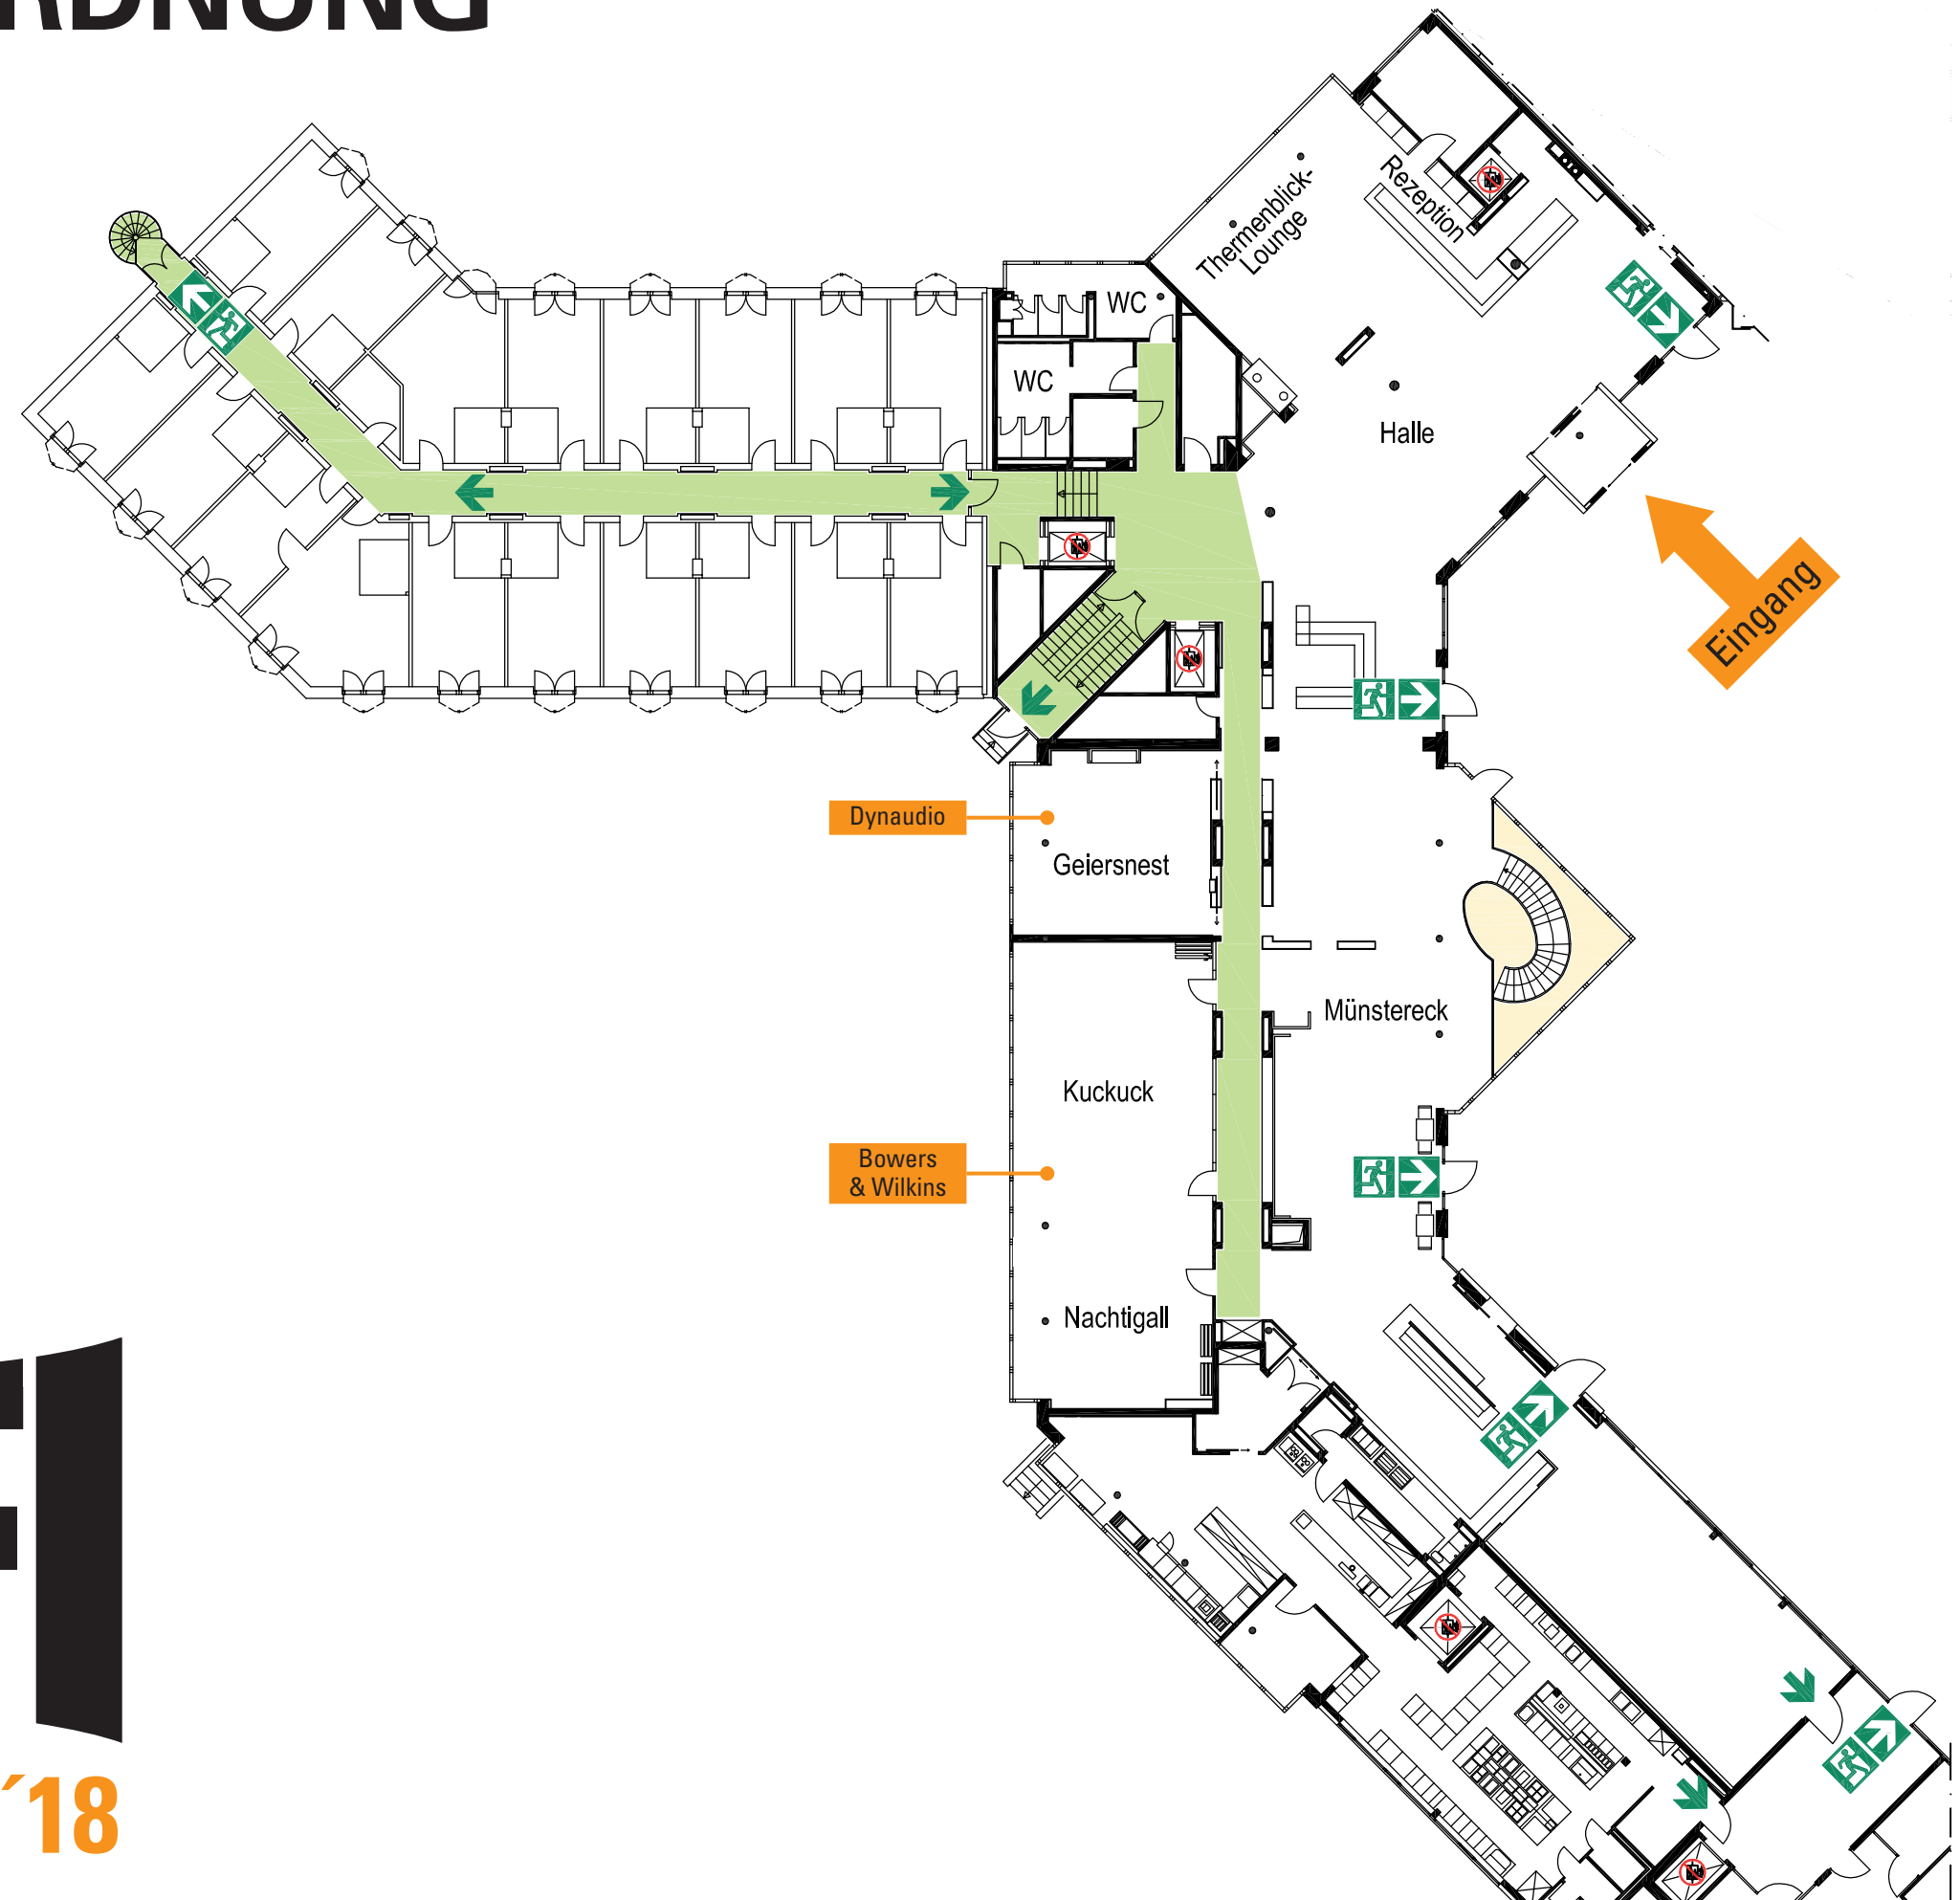 RDNUNG
Thermenblick-
Lounge
Rezeption
WC
WC
Halle
Eingang
Dynaudio
Geiersnest
Münstereck
Kuckuck
Bowers
& Wilkins
Nachtigall
´18